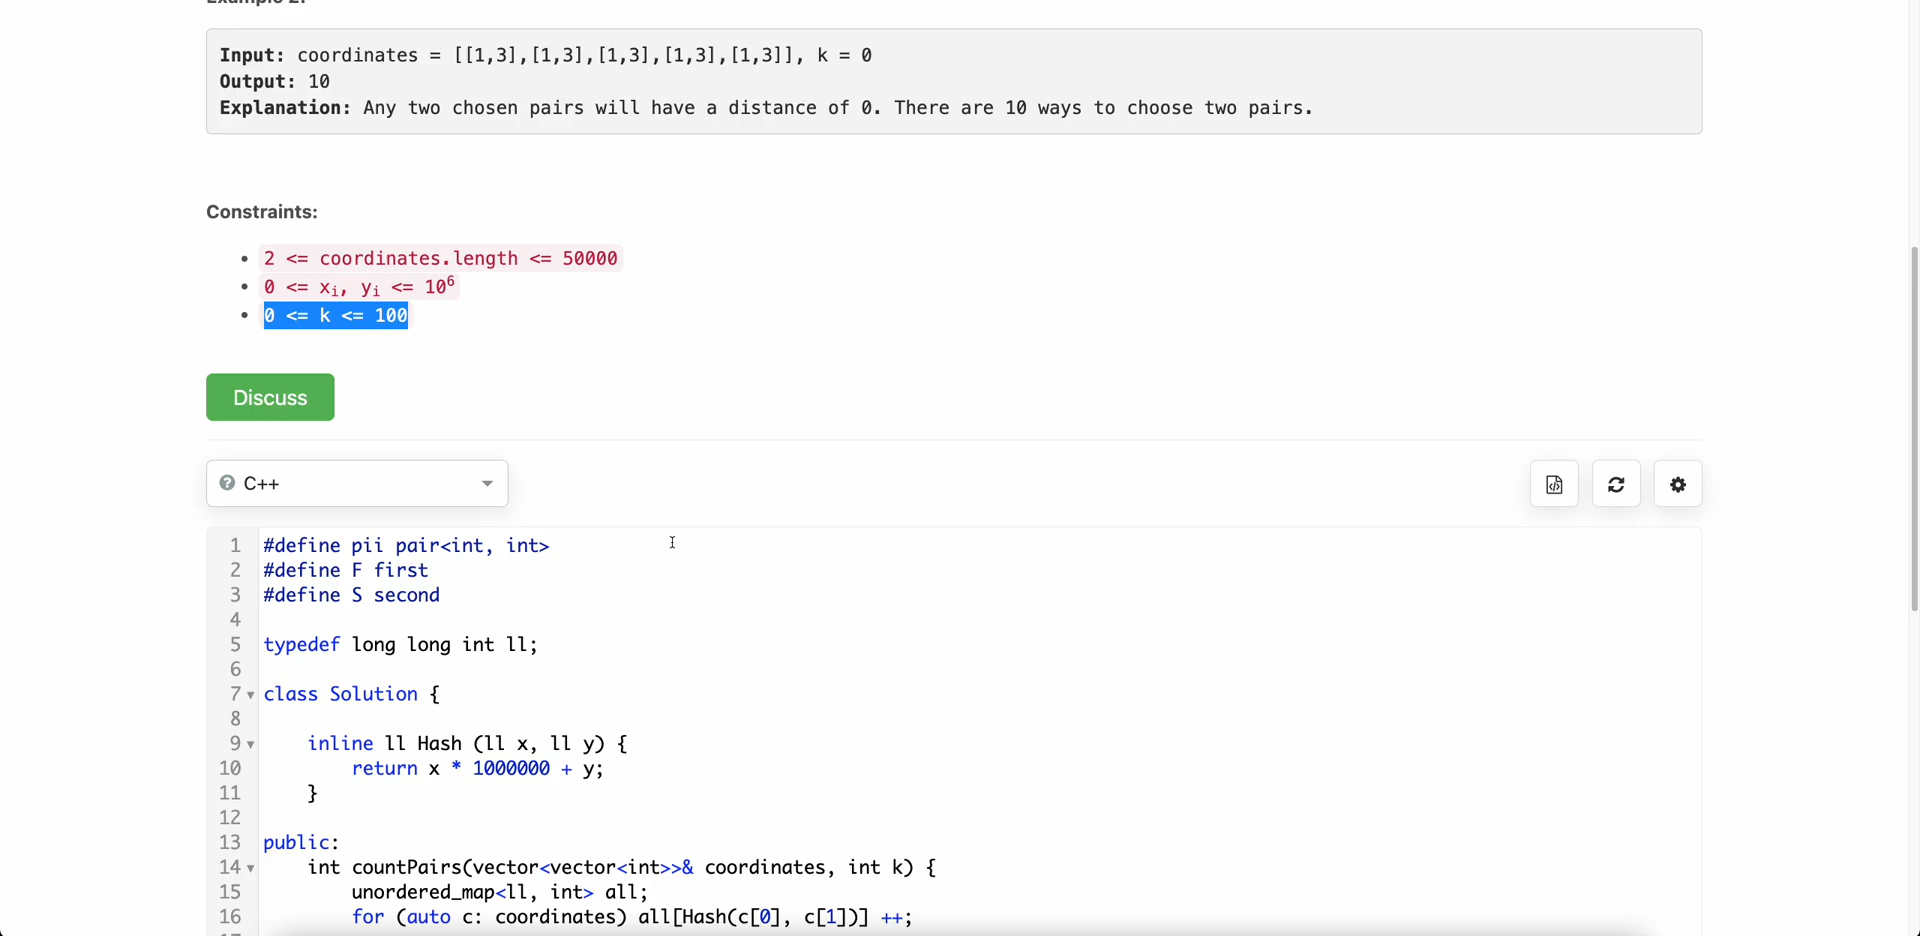 Example 2:
Input: coordinates = [[1,3],[1,3],[1,3],[1,3],[1,3]], k = 0
Output: 10
Explanation: Any two chosen pairs will have a distance of 0. There are 10 ways to choose two pairs.
Constraints:
2 <= coordinates.length <= 50000
0 <= xᵢ, yᵢ <= 10⁶
0 <= k <= 100
Discuss
C++
1 #define pii pair<int, int>
2 #define F first
3 #define S second
4
5 typedef long long int ll;
6
7 class Solution {
8
9     inline ll Hash (ll x, ll y) {
10         return x * 1000000 + y;
11     }
12
13 public:
14     int countPairs(vector<vector<int>>& coordinates, int k) {
15         unordered_map<ll, int> all;
16         for (auto c: coordinates) all[Hash(c[0], c[1])] ++;